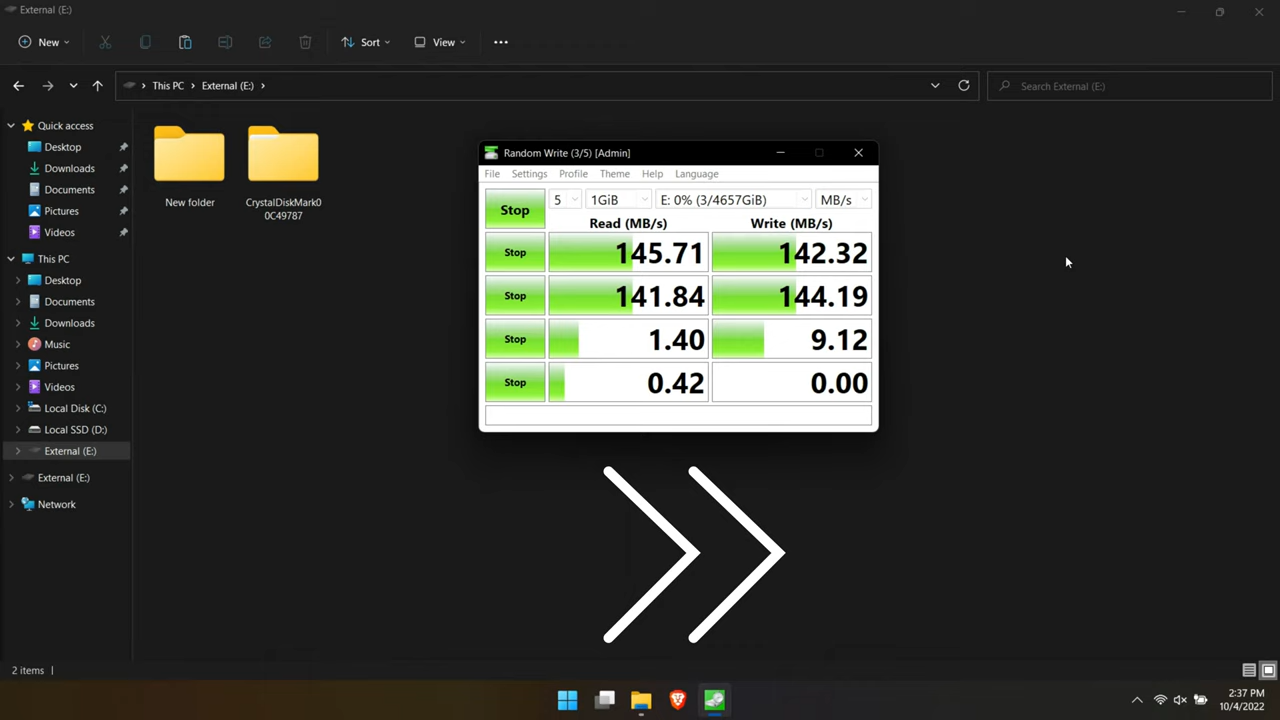 External (E:)
New
Sort
View
This PC
External (E:)
Search External (E:)
Quick access
Desktop
Downloads
Documents
Pictures
Videos
This PC
Desktop
Documents
Downloads
Music
Pictures
Videos
Local Disk (C:)
Local SSD (D:)
External (E:)
External (E:)
Network
New folder
CrystalDiskMark0
0C49787
Random Write (3/5) [Admin]
File Settings Profile Theme Help Language
Stop 5 1GiB E: 0% (3/4657GiB) MB/s
Read (MB/s) Write (MB/s)
Stop 145.71 142.32
Stop 141.84 144.19
Stop 1.40 9.12
Stop 0.42 0.00
2 items
2:37 PM
10/4/2022